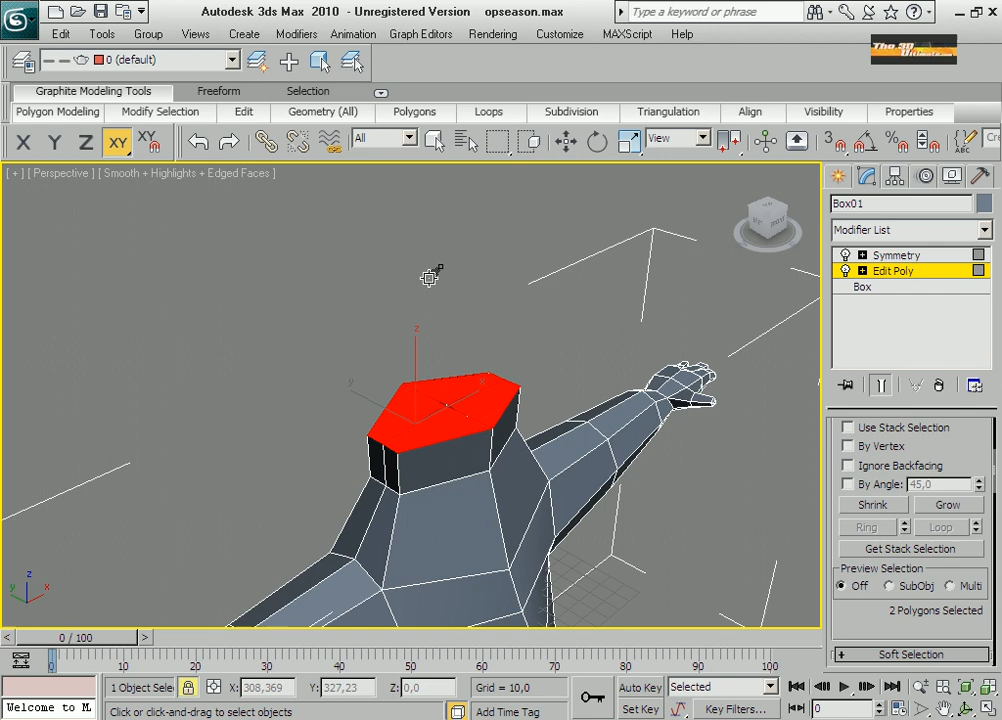 Autodesk 3ds Max 2010 - Unregistered Version opseason.max
Type a keyword or phrase
Edit Tools Group Views Create Modifiers Animation Graph Editors Rendering Customize MAXScript Help
0 (default)
The 3D
Ultimate.com
Graphite Modeling Tools Freeform Selection
Polygon Modeling Modify Selection Edit Geometry (All) Polygons Loops Subdivision Triangulation Align Visibility Properties
X Y Z XY XY All View 3 % ABC Cre
[ + ] [ Perspective ] [ Smooth + Highlights + Edged Faces ]
Box01
Modifier List
Symmetry
Edit Poly
Box
z
y x
Use Stack Selection
By Vertex
Ignore Backfacing
By Angle: 45,0
Shrink Grow
Ring Loop
Get Stack Selection
Preview Selection
Off SubObj Multi
2 Polygons Selected
z
y x
Soft Selection
< 0 / 100 >
0 10 20 30 40 50 60 70 80 90 100
1 Object Sele X: 308,369 Y: 327,23 Z: 0,0 Grid = 10,0 Auto Key Selected
Welcome to M. Click or click-and-drag to select objects Add Time Tag Set Key Key Filters... 0